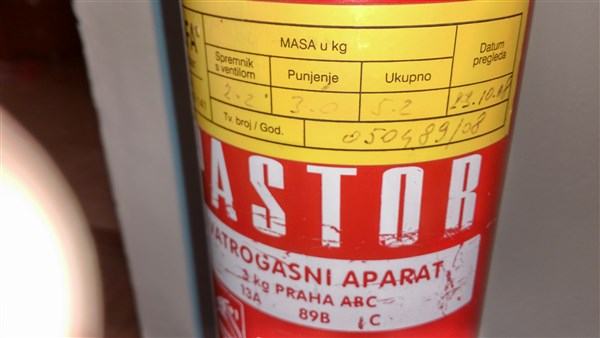 MASA u kg
Spremnik s ventilom
Punjenje
Ukupno
Datum pregleda
2.2
3.0
5.2
Tv. broj / God.
050489/08
PASTOR
VATROGASNI APARAT
3 kg PRAHA ABC
13A 89B C